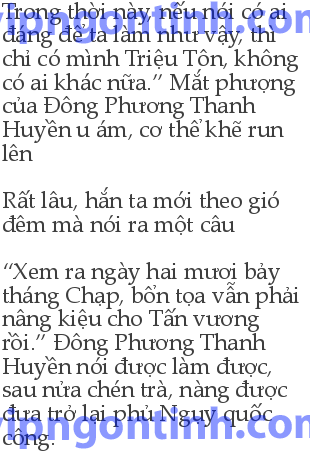 Trong thời này, nếu nói có ai
đáng để ta làm như vậy, thì
chỉ có mình Triệu Tôn, không
có ai khác nữa.” Mắt phượng
của Đông Phương Thanh
Huyền u ám, cơ thể khẽ run
lên
Rất lâu, hắn ta mới theo gió
đêm mà nói ra một câu
“Xem ra ngày hai mươi bảy
tháng Chạp, bổn tọa vẫn phải
nâng kiệu cho Tấn vương
rồi.” Đông Phương Thanh
Huyền nói được làm được,
sau nửa chén trà, nàng được
đưa trở lại phủ Ngụy quốc
công.
vipngontinh.com
vipngontinh.com